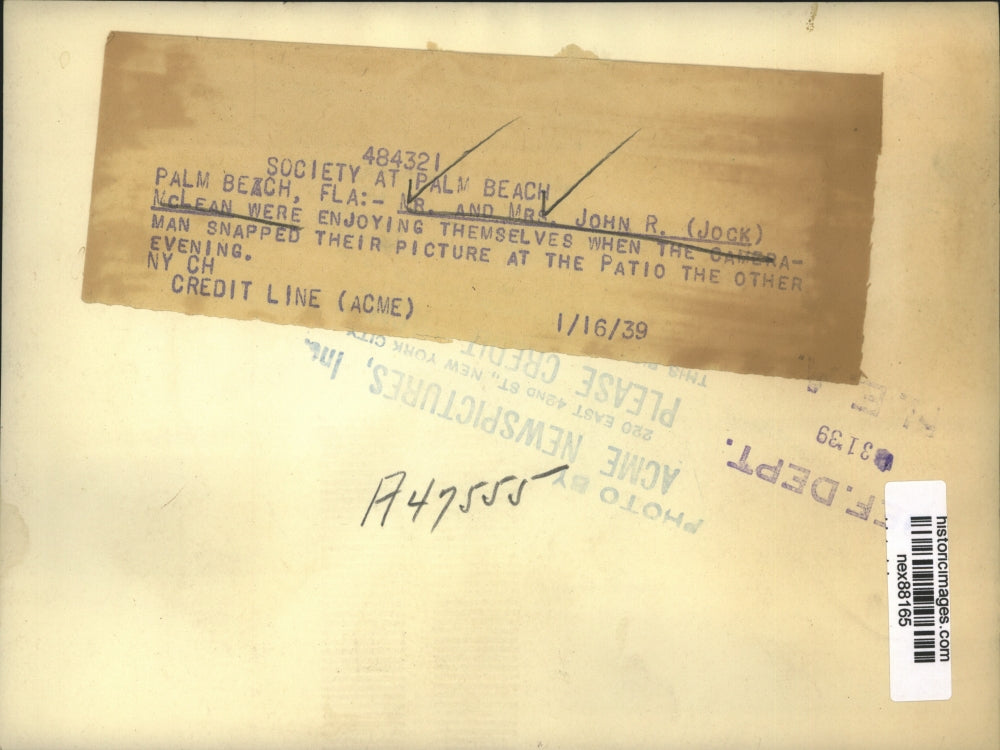 484321
SOCIETY AT PALM BEACH
PALM BEACH, FLA:- MR. AND MRS. JOHN R. (JOCK)
McLEAN WERE ENJOYING THEMSELVES WHEN THE CAMERA-
MAN SNAPPED THEIR PICTURE AT THE PATIO THE OTHER
EVENING.
NY CH
CREDIT LINE (ACME)
1/16/39
PHOTO BY
ACME NEWSPICTURES, Inc.
220 EAST 42ND ST., NEW YORK CITY
PLEASE CREDIT
THIS
F.DEPT.
31'39
A47555
historicimages.com
nex88165